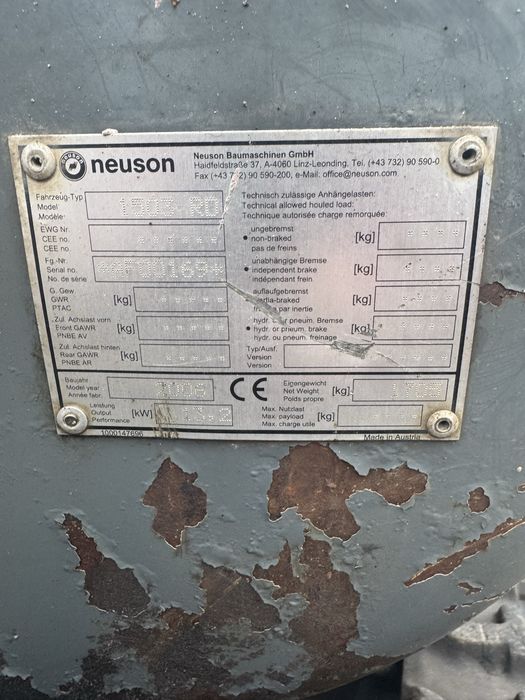 neuson
Neuson Baumaschinen GmbH
Haidfeldstraße 37, A-4060 Linz-Leonding, Tel. (+43 732) 90 590-0
Fax (+43 732) 90 590-200, e-Mail: office@neuson.com
Fahrzeug-Typ
Model
Modèle
1503 RD
Technisch zulässige Anhängelasten:
Technical allowed houled load:
Technique autorisée charge remorquée:
EWG Nr.
CEE no.
CEE no.
******
ungebremst
• non-braked [kg] ****
pas de freins
Fg.-Nr.
Serial no.
No. de série
unabhängige Bremse
• independent brake [kg] ****
indépendant frein
G. Gew.
GWR [kg] *****
PTAC
auflaufgebremst
[kg]
par inertie
Zul. Achslast vorn
Front GAWR [kg] *****
PNBE AV
hydr. pneum. Bremse
• hydr. or pneum. brake [kg] ****
hydr. ou pneum. freinage
Zul. Achslast hinten
Rear GAWR [kg] *****
PNBE AR
Typ/Ausf.
Version
Version
Baujahr
Model year
Année fabr.
2006
CE
Eigengewicht
Net Weight [kg]
Poids propre
Leistung
Output [kW]
Performance
Max. Nutzlast
Max. payload [kg]
Max. charge utile
1000147696
Made in Austria